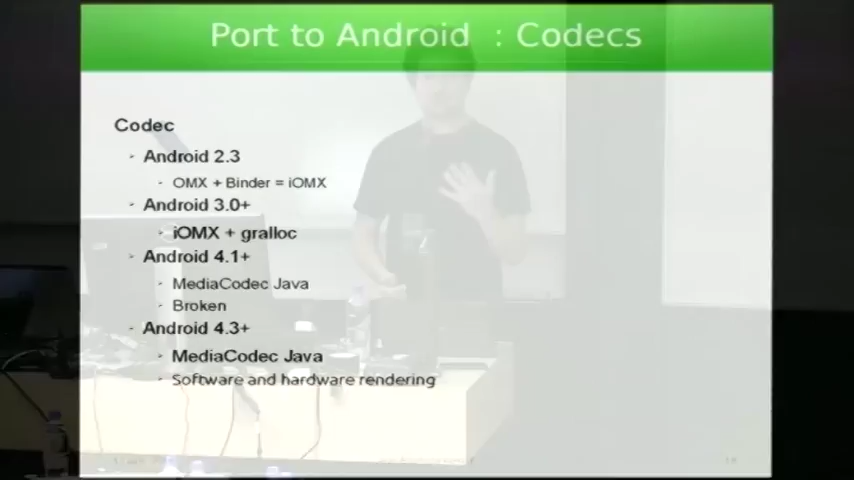 Port to Android : Codecs
Codec
Android 2.3
OMX + Binder = iOMX
Android 3.0+
iOMX + gralloc
Android 4.1+
MediaCodec Java
Broken
Android 4.3+
MediaCodec Java
Software and hardware rendering